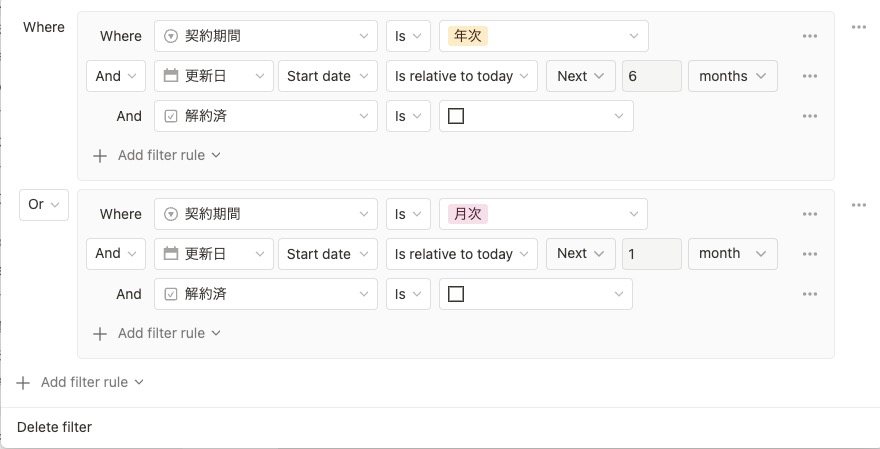 Where
Where 契約期間 Is 年次
And 更新日 Start date Is relative to today Next 6 months
And 解約済 Is
Add filter rule
Or
Where 契約期間 Is 月次
And 更新日 Start date Is relative to today Next 1 month
And 解約済 Is
Add filter rule
Add filter rule
Delete filter